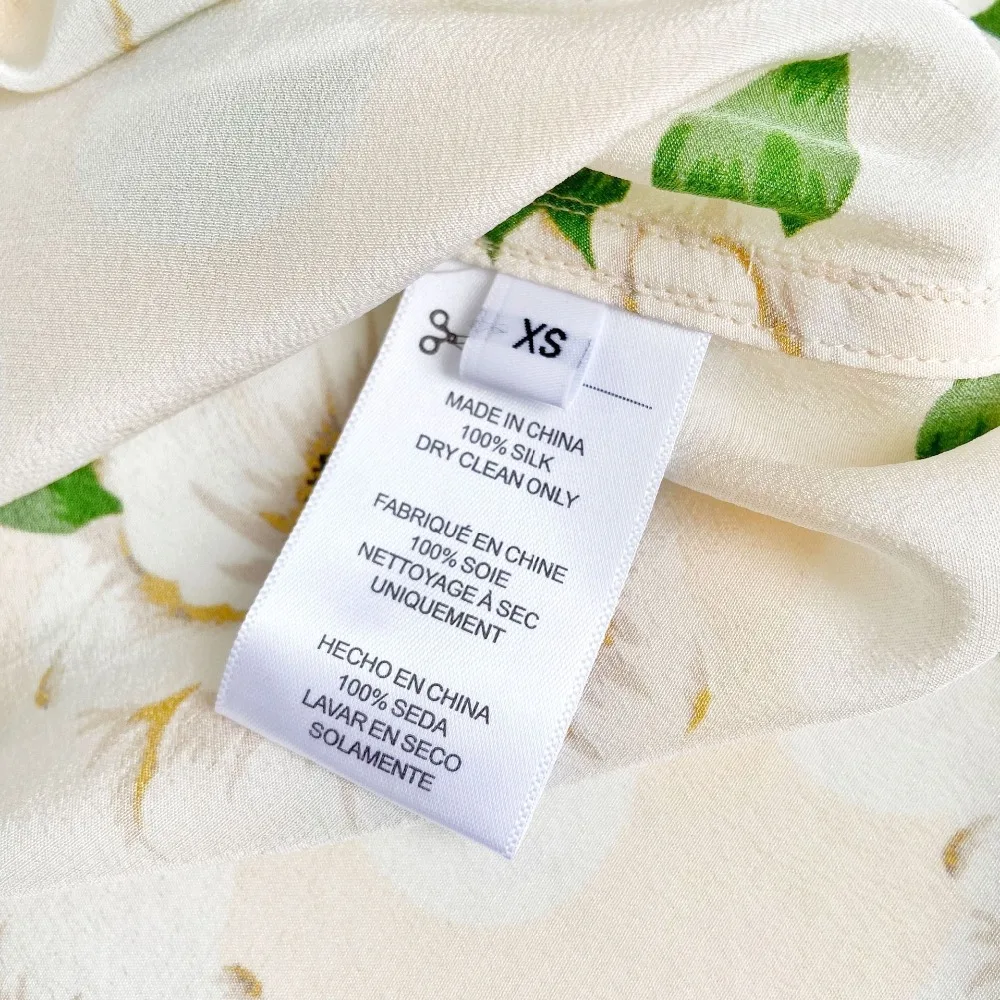 XS
MADE IN CHINA
100% SILK
DRY CLEAN ONLY
FABRIQUÉ EN CHINE
100% SOIE
NETTOYAGE À SEC
UNIQUEMENT
HECHO EN CHINA
100% SEDA
LAVAR EN SECO
SOLAMENTE